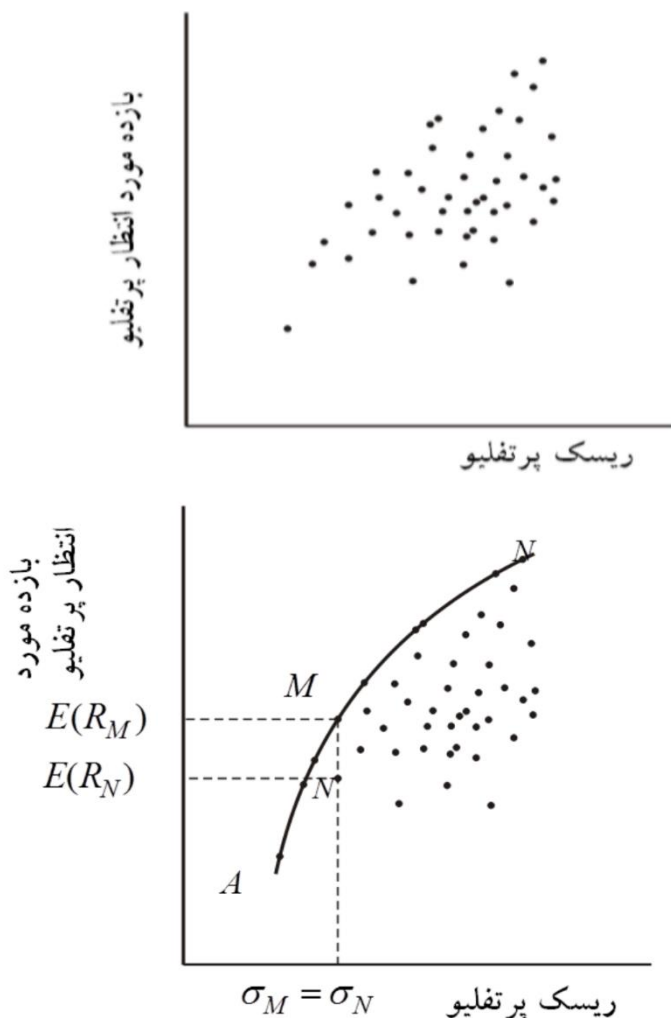 بازده مورد انتظار پرتفلیو
ریسک پرتفلیو
بازده مورد
انتظار پرتفلیو
N
M
E(R_M)
E(R_N)
N
A
σ_M = σ_N
ریسک پرتفلیو